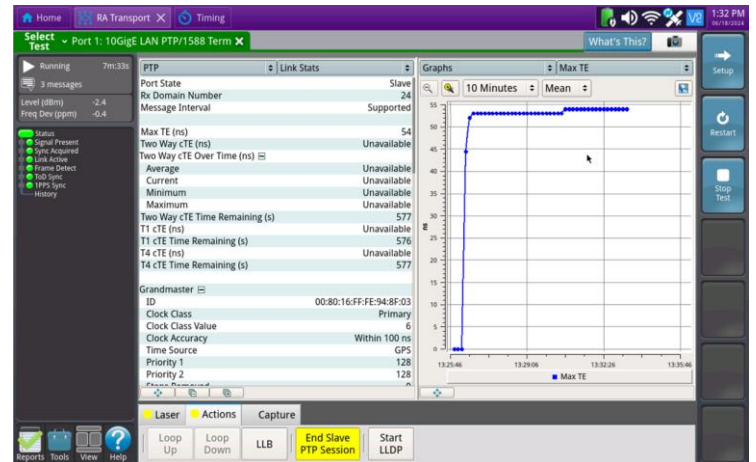 Home
RA Transport X
Timing
1:32 PM
06/18/2024
Select Test
Port 1: 10GigE LAN PTP/1588 Term X
What's This?
Running 7m:33s
3 messages
Level (dBm) -2.4
Freq Dev (ppm) -0.4
Status
Signal Present
Sync Acquired
Link Active
Frame Detect
ToD Sync
1PPS Sync
History
PTP
Link Stats
Port State Slave
Rx Domain Number 24
Message Interval Supported
Max TE (ns) 54
Two Way cTE (ns) Unavailable
Two Way cTE Over Time (ns)
Average Unavailable
Current Unavailable
Minimum Unavailable
Maximum Unavailable
Two Way cTE Time Remaining (s) 577
T1 cTE (ns) Unavailable
T1 cTE Time Remaining (s) 576
T4 cTE (ns) Unavailable
T4 cTE Time Remaining (s) 577
Grandmaster
ID 00:80:16:FF:FE:94:8F:03
Clock Class Primary
Clock Class Value 6
Clock Accuracy Within 100 ns
Time Source GPS
Priority 1 128
Priority 2 128
Graphs
Max TE
10 Minutes
Mean
55
50
45
40
35
30
25
20
15
10
5
0
ns
13:25:46
13:29:06
13:32:26
13:35:46
Max TE
Setup
Restart
Stop Test
Laser
Actions
Capture
Loop Up
Loop Down
LLB
End Slave PTP Session
Start LLDP
Reports
Tools
View
Help